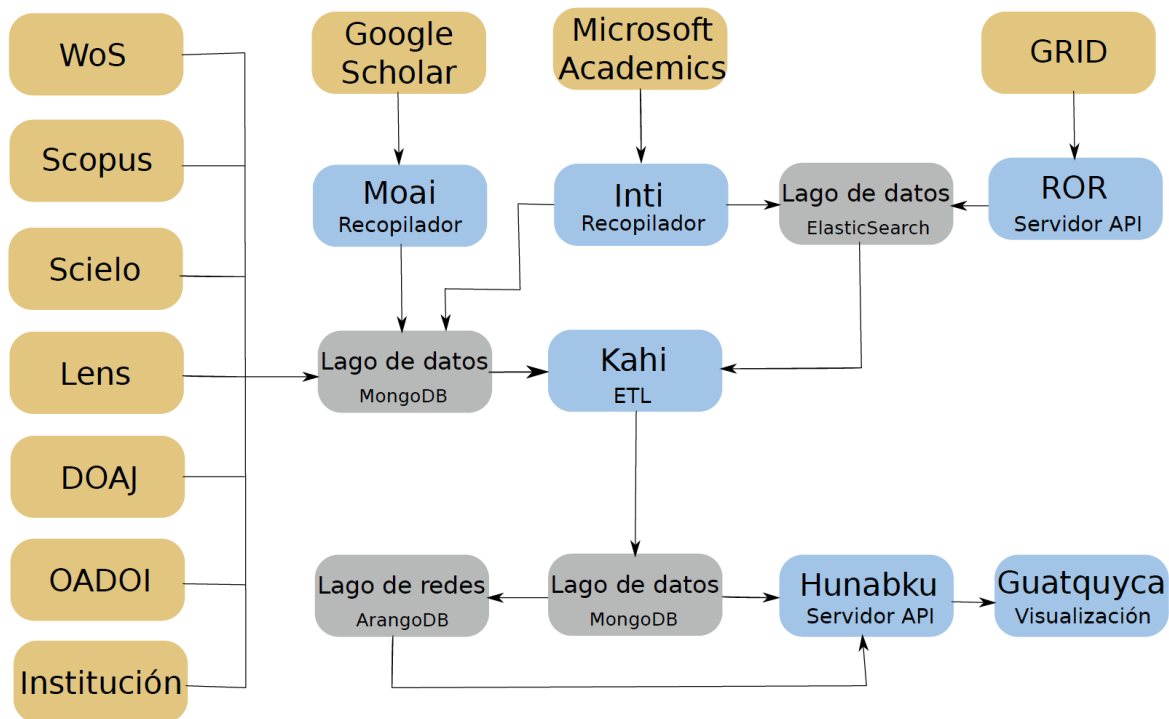 WoS
Google
Scholar
Microsoft
Academics
GRID
Scopus
Moai
Recopilador
Inti
Recopilador
Lago de datos
ElasticSearch
ROR
Servidor API
Scielo
Lens
Lago de datos
MongoDB
Kahi
ETL
DOAJ
OADOI
Lago de redes
ArangoDB
Lago de datos
MongoDB
Hunabku
Servidor API
Guatquyca
Visualización
Institución